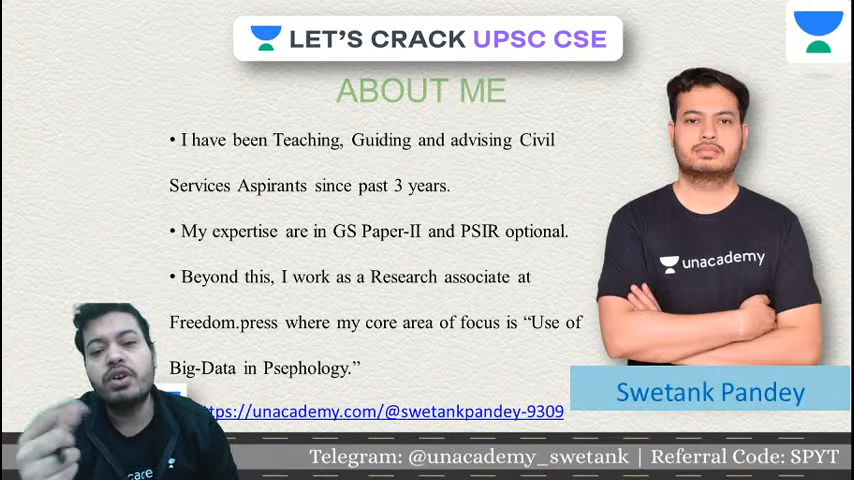 LET'S CRACK UPSC CSE
ABOUT ME
• I have been Teaching, Guiding and advising Civil
Services Aspirants since past 3 years.
• My expertise are in GS Paper-II and PSIR optional.
• Beyond this, I work as a Research associate at
Freedom.press where my core area of focus is “Use of
Big-Data in Psephology.”
ttps://unacademy.com/@swetankpandey-9309
unacademy
Swetank Pandey
Telegram: @unacademy_swetank | Referral Code: SPYT